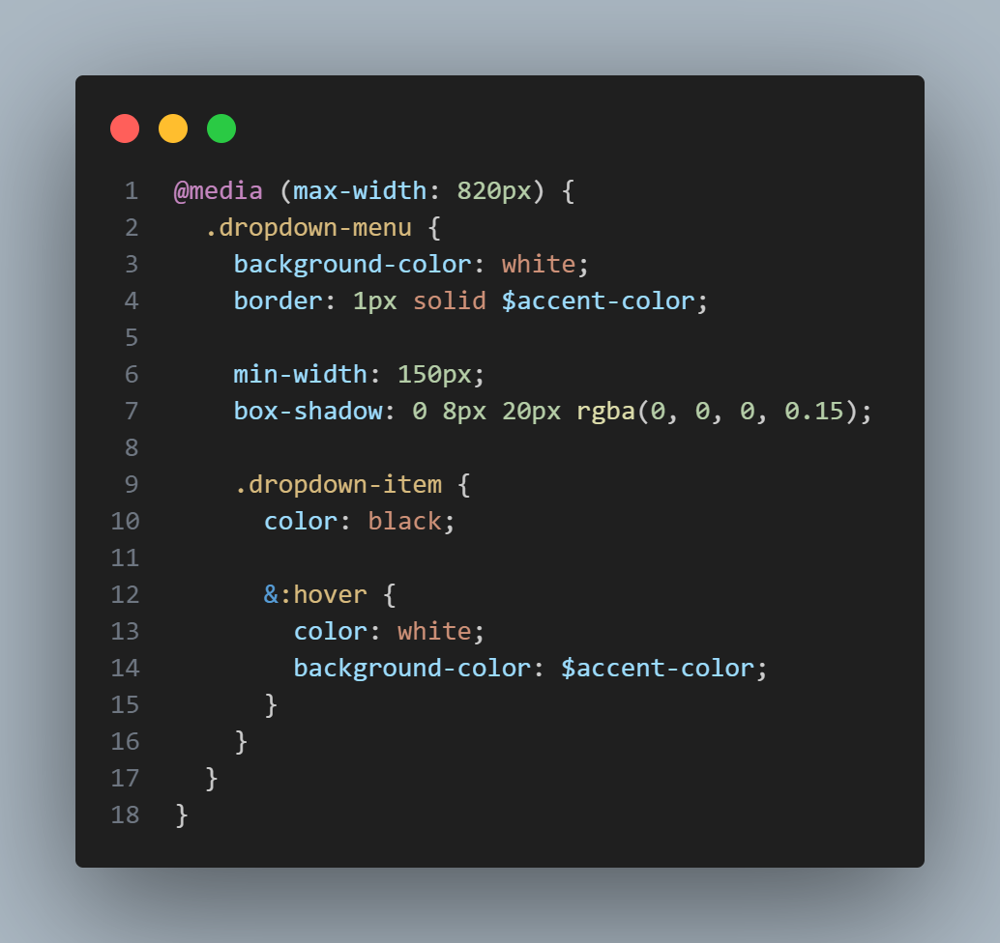 1 @media (max-width: 820px) {
2   .dropdown-menu {
3     background-color: white;
4     border: 1px solid $accent-color;
5
6     min-width: 150px;
7     box-shadow: 0 8px 20px rgba(0, 0, 0, 0.15);
8
9     .dropdown-item {
10       color: black;
11
12       &:hover {
13         color: white;
14         background-color: $accent-color;
15       }
16     }
17   }
18 }